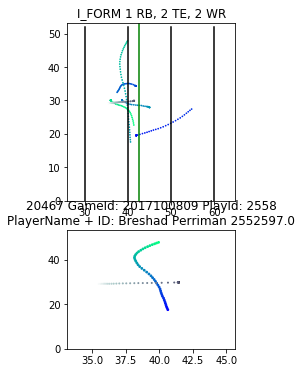 I_FORM 1 RB, 2 TE, 2 WR
50
40
30
20
10
0
30 40 50 60
20467 GameId: 2017100809 PlayId: 2558
PlayerName + ID: Breshad Perriman 2552597.0
40
20
0
35.0 37.5 40.0 42.5 45.0